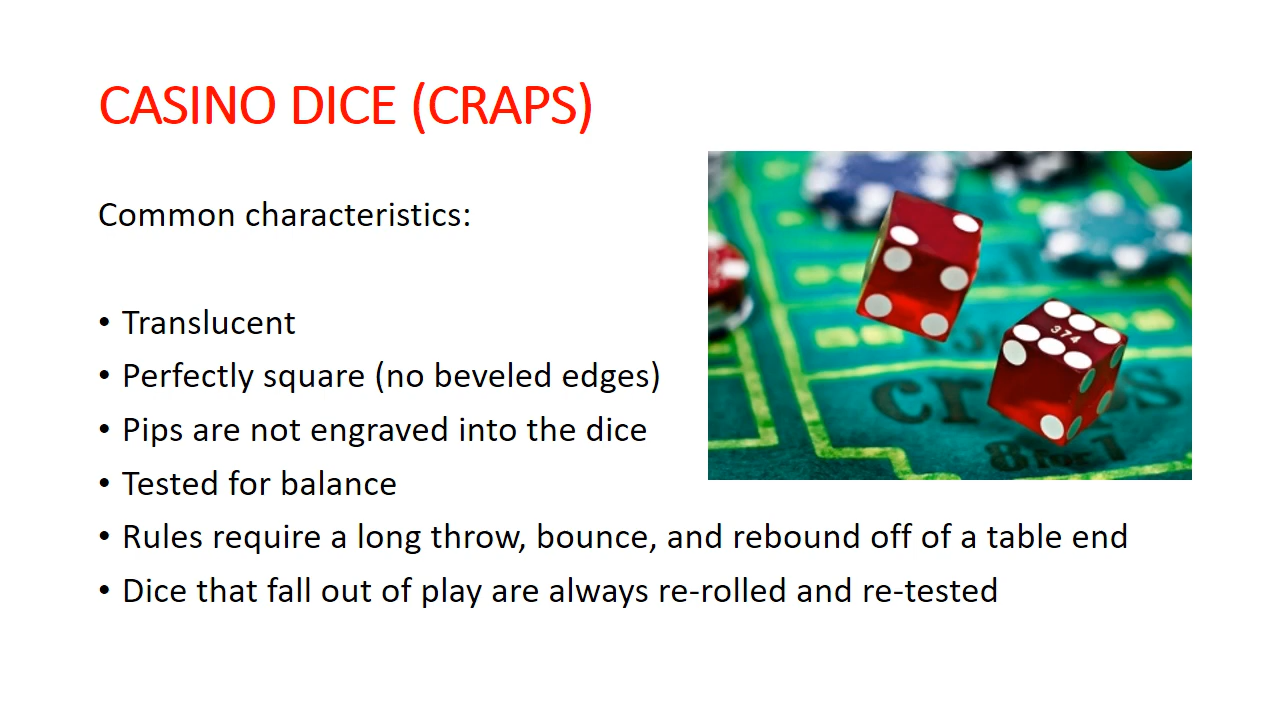 CASINO DICE (CRAPS)
Common characteristics:
• Translucent
• Perfectly square (no beveled edges)
• Pips are not engraved into the dice
• Tested for balance
• Rules require a long throw, bounce, and rebound off of a table end
• Dice that fall out of play are always re-rolled and re-tested
374